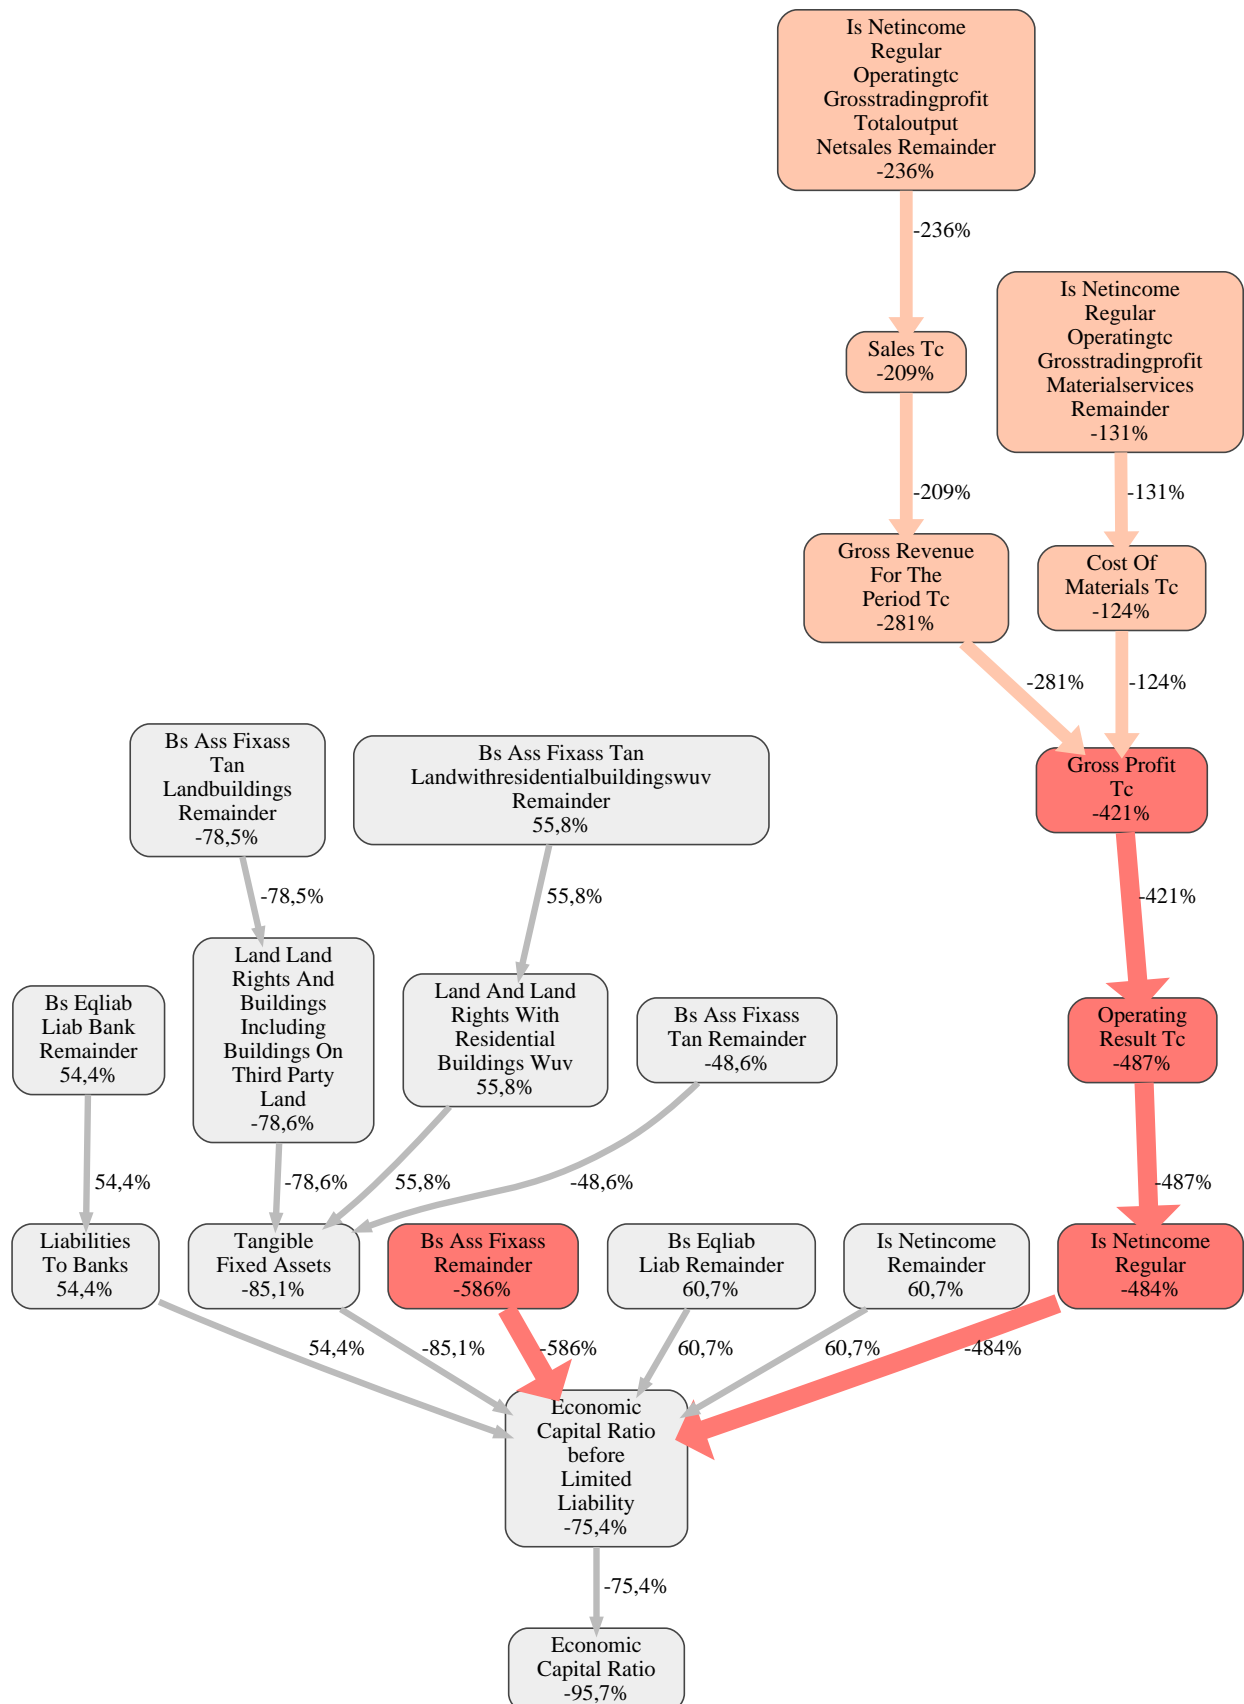 Is Netincome
Regular
Operatingtc
Grosstradingprofit
Totaloutput
Netsales Remainder
-236%
-236%
Is Netincome
Regular
Operatingtc
Grosstradingprofit
Materialservices
Remainder
-131%
Sales Tc
-209%
-209%
-131%
Gross Revenue
For The
Period Tc
-281%
Cost Of
Materials Tc
-124%
-281%
-124%
Bs Ass Fixass
Tan
Landbuildings
Remainder
-78,5%
Bs Ass Fixass Tan
Landwithresidentialbuildingswuv
Remainder
55,8%
Gross Profit
Tc
-421%
-78,5%
55,8%
-421%
Bs Eqliab
Liab Bank
Remainder
54,4%
Land Land
Rights And
Buildings
Including
Buildings On
Third Party
Land
-78,6%
Land And Land
Rights With
Residential
Buildings Wuv
55,8%
Bs Ass Fixass
Tan Remainder
-48,6%
Operating
Result Tc
-487%
54,4%
-78,6%
55,8%
-48,6%
-487%
Liabilities
To Banks
54,4%
Tangible
Fixed Assets
-85,1%
Bs Ass Fixass
Remainder
-586%
Bs Eqliab
Liab Remainder
60,7%
Is Netincome
Remainder
60,7%
Is Netincome
Regular
-484%
54,4%
-85,1%
-586%
60,7%
60,7%
-484%
Economic
Capital Ratio
before
Limited
Liability
-75,4%
-75,4%
Economic
Capital Ratio
-95,7%